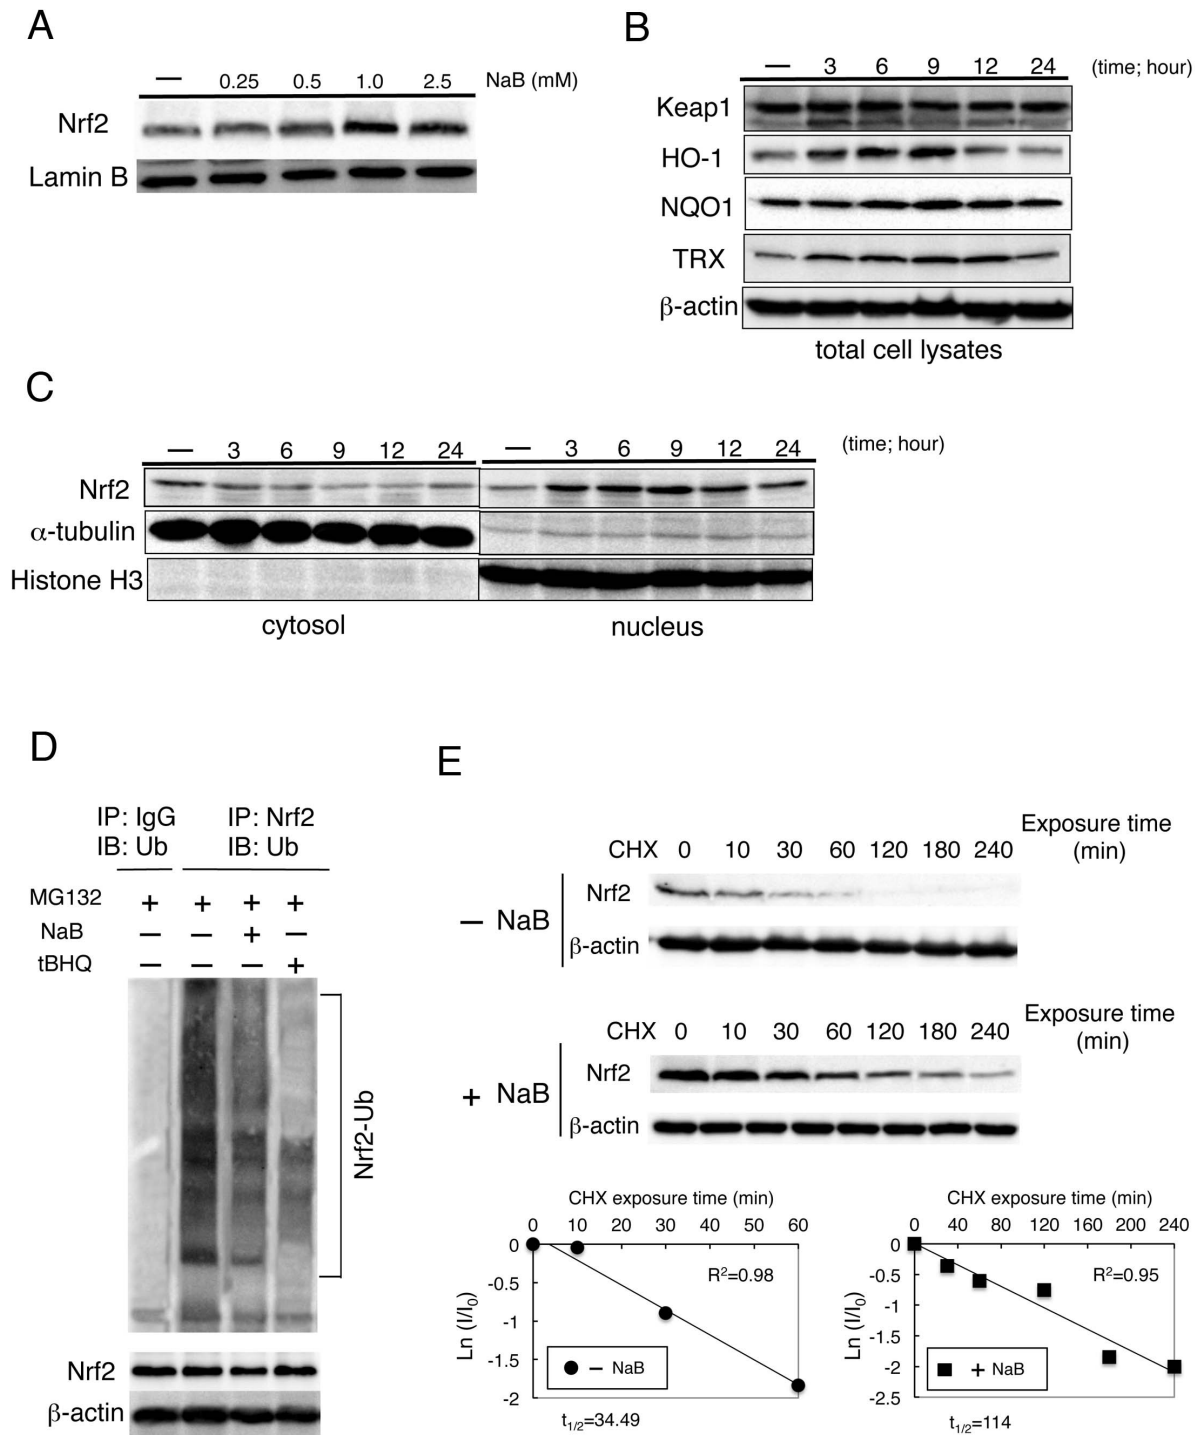 A
— 0.25 0.5 1.0 2.5 NaB (mM)
Nrf2
Lamin B
B
— 3 6 9 12 24 (time; hour)
Keap1
HO-1
NQO1
TRX
β-actin
total cell lysates
C
— 3 6 9 12 24 — 3 6 9 12 24 (time; hour)
Nrf2
α-tubulin
Histone H3
cytosol nucleus
D
IP: IgG IP: Nrf2
IB: Ub IB: Ub
MG132 + + + +
NaB — — + —
tBHQ — — — +
Nrf2-Ub
Nrf2
β-actin
E
Exposure time
(min)
CHX 0 10 30 60 120 180 240
— NaB
Nrf2
β-actin
Exposure time
(min)
CHX 0 10 30 60 120 180 240
+ NaB
Nrf2
β-actin
CHX exposure time (min)
0 10 20 30 40 50 60
0
-0.5
-1
-1.5
-2
Ln (I/I₀)
R²=0.98
— NaB
t₁/₂=34.49
CHX exposure time (min)
0 40 80 120 160 200 240
0
-0.5
-1
-1.5
-2
-2.5
Ln (I/I₀)
R²=0.95
+ NaB
t₁/₂=114